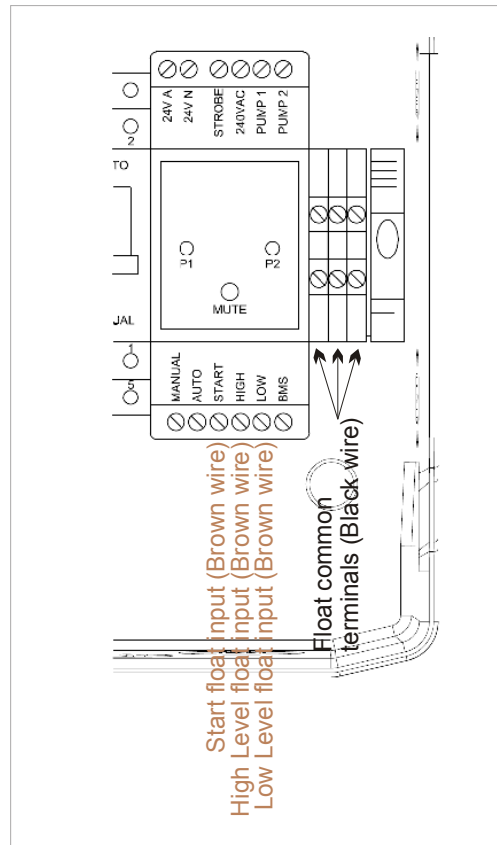 24V A
24V N
STROBE
240VAC
PUMP 1
PUMP 2
2
TO
P1
P2
MUTE
UAL
1
5
MANUAL
AUTO
START
HIGH
LOW
BMS
Start float input (Brown wire)
High Level float input (Brown wire)
Low Level float input (Brown wire)
Float common
terminals (Black wire)